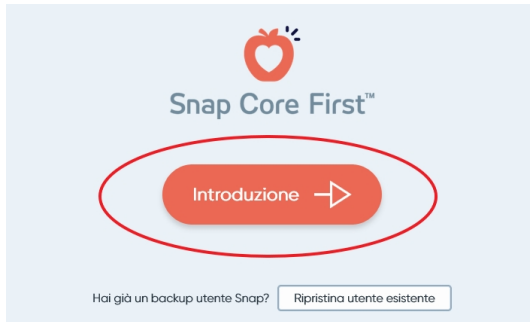 Snap Core First™
Introduzione
Hai già un backup utente Snap? Ripristina utente esistente